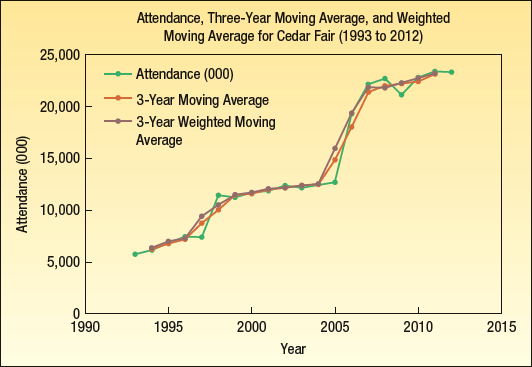 Attendance, Three-Year Moving Average, and Weighted
Moving Average for Cedar Fair (1993 to 2012)
25,000
20,000
15,000
10,000
5,000
0
Attendance (000)
Attendance (000)
3-Year Moving Average
3-Year Weighted Moving
Average
1990
1995
2000
2005
2010
2015
Year